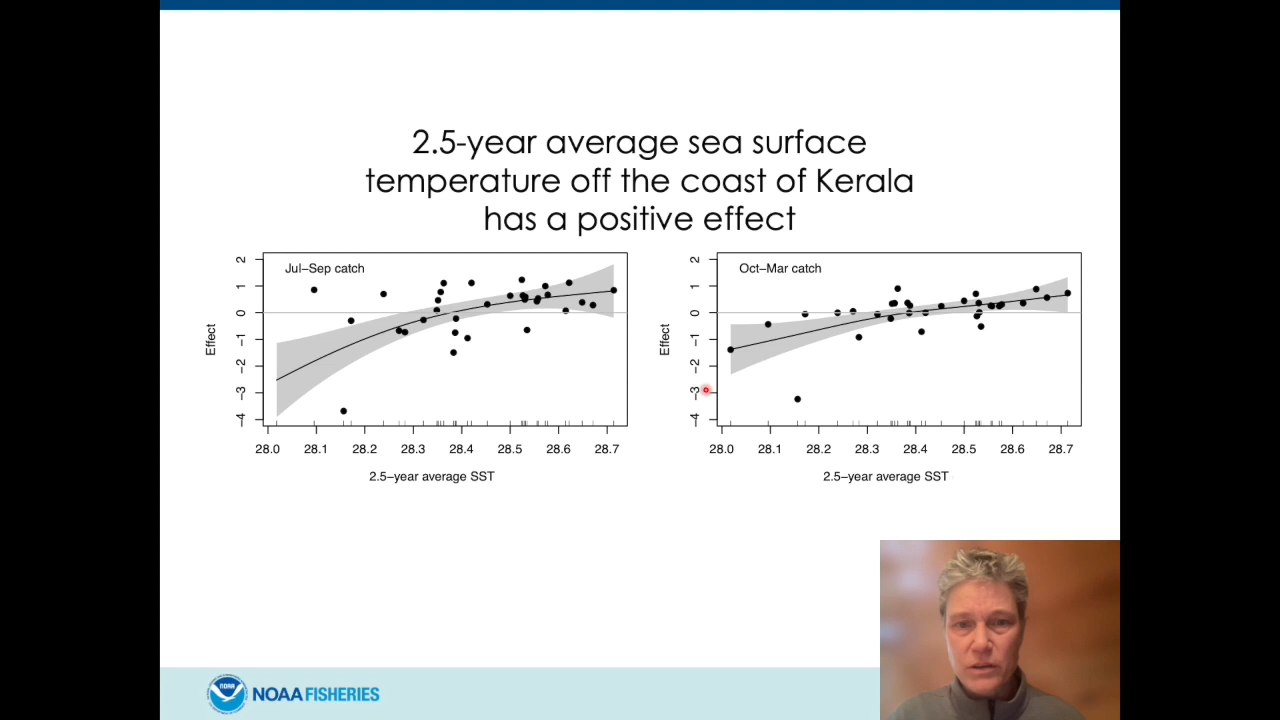 2.5-year average sea surface
temperature off the coast of Kerala
has a positive effect
Jul–Sep catch
Effect
2
1
0
−1
−2
−3
−4
28.0 28.1 28.2 28.3 28.4 28.5 28.6 28.7
2.5−year average SST
Oct–Mar catch
Effect
2
1
0
−1
−2
−3
−4
28.0 28.1 28.2 28.3 28.4 28.5 28.6 28.7
2.5−year average SST
NOAA
NOAA FISHERIES